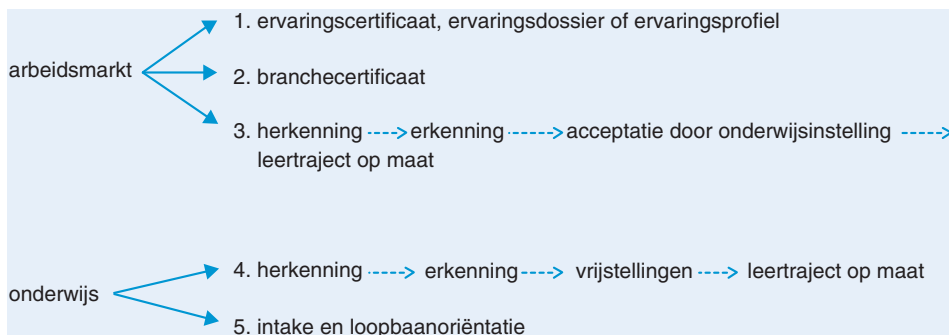 1. ervaringscertificaat, ervaringsdossier of ervaringsprofiel
arbeidsmarkt
2. branchecertificaat
3. herkenning erkenning acceptatie door onderwijsinstelling
leertraject op maat
4. herkenning erkenning vrijstellingen leertraject op maat
onderwijs
5. intake en loopbaanoriëntatie